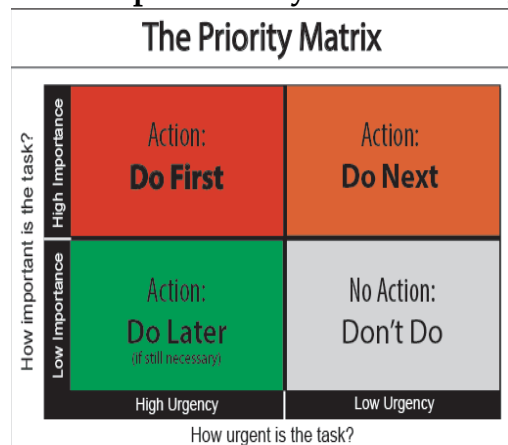 The Priority Matrix
How important is the task?
High Importance
Action:
Do First
Action:
Do Next
Low Importance
Action:
Do Later
(if still necessary)
No Action:
Don't Do
High Urgency
Low Urgency
How urgent is the task?